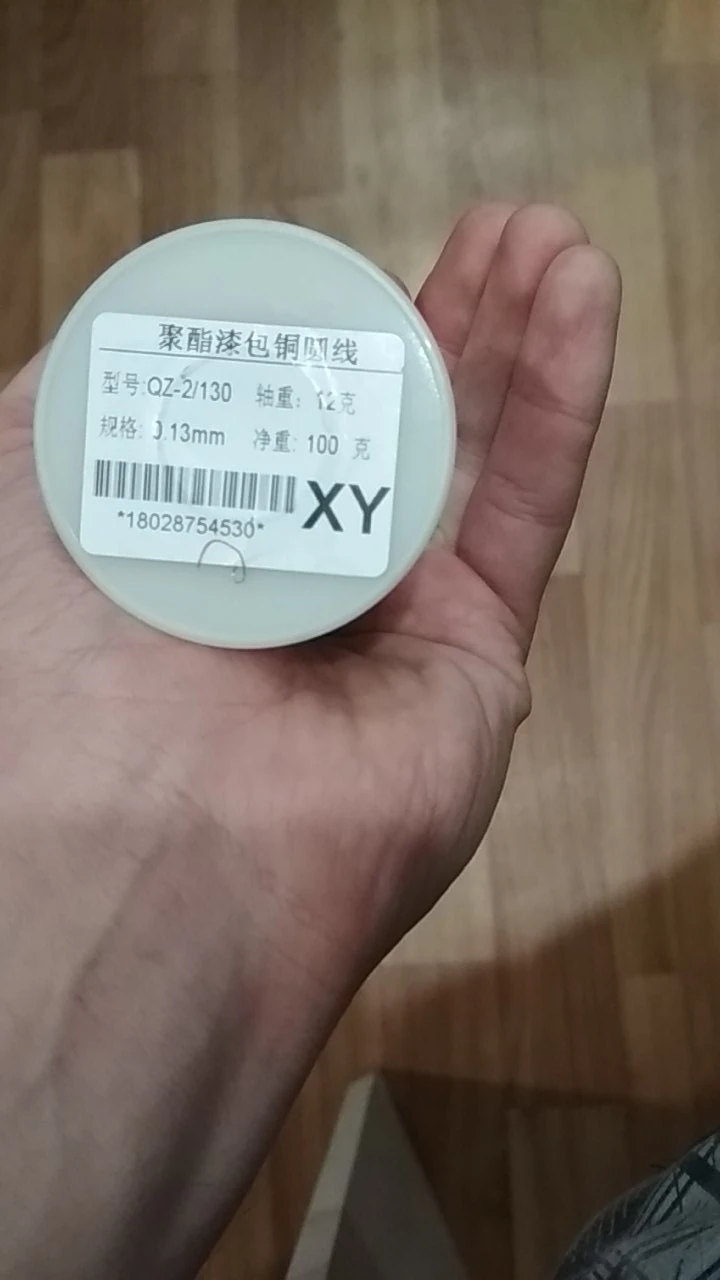 聚酯漆包铜圆线
型号:QZ-2/130 轴重: 12克
规格: 0.13mm 净重: 100 克
*18028754530* XY